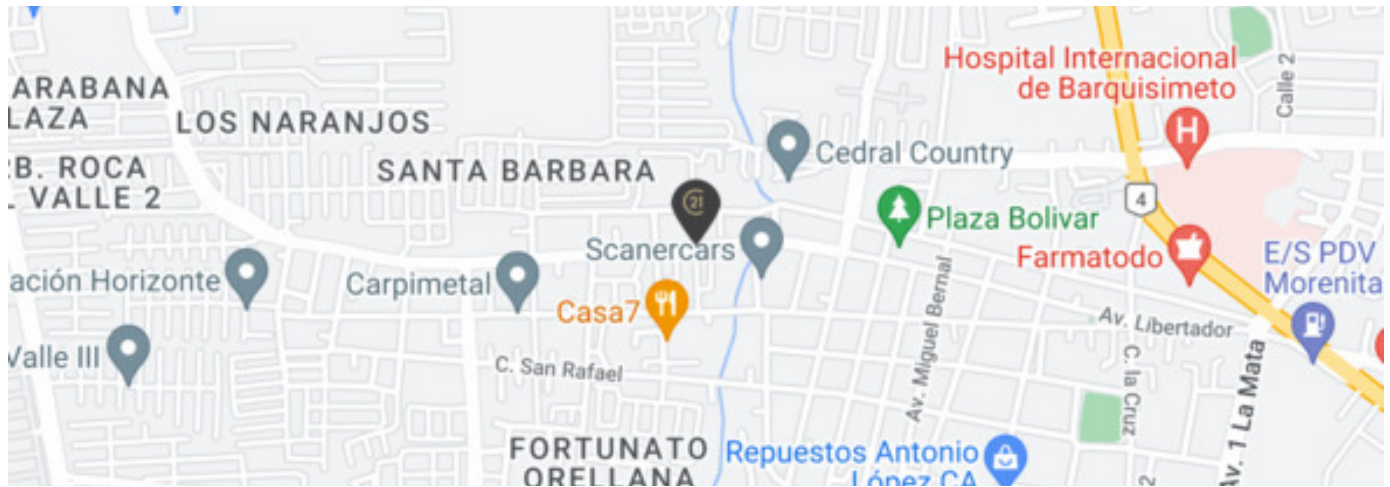 Hospital Internacional
de Barquisimeto
Calle 2
ARABANA
LAZA
LOS NARANJOS
Cedral Country
RB. ROCA
L VALLE 2
SANTA BARBARA
21
4
Plaza Bolivar
Scanercars
Farmatodo
E/S PDV
Morenita
ación Horizonte
Carpimetal
Casa7
Av. Libertador
Valle III
C. San Rafael
Av. Miguel Bernal
C. la Cruz
Av. 1 La Mata
FORTUNATO
ORELLANA
Repuestos Antonio
López CA
2